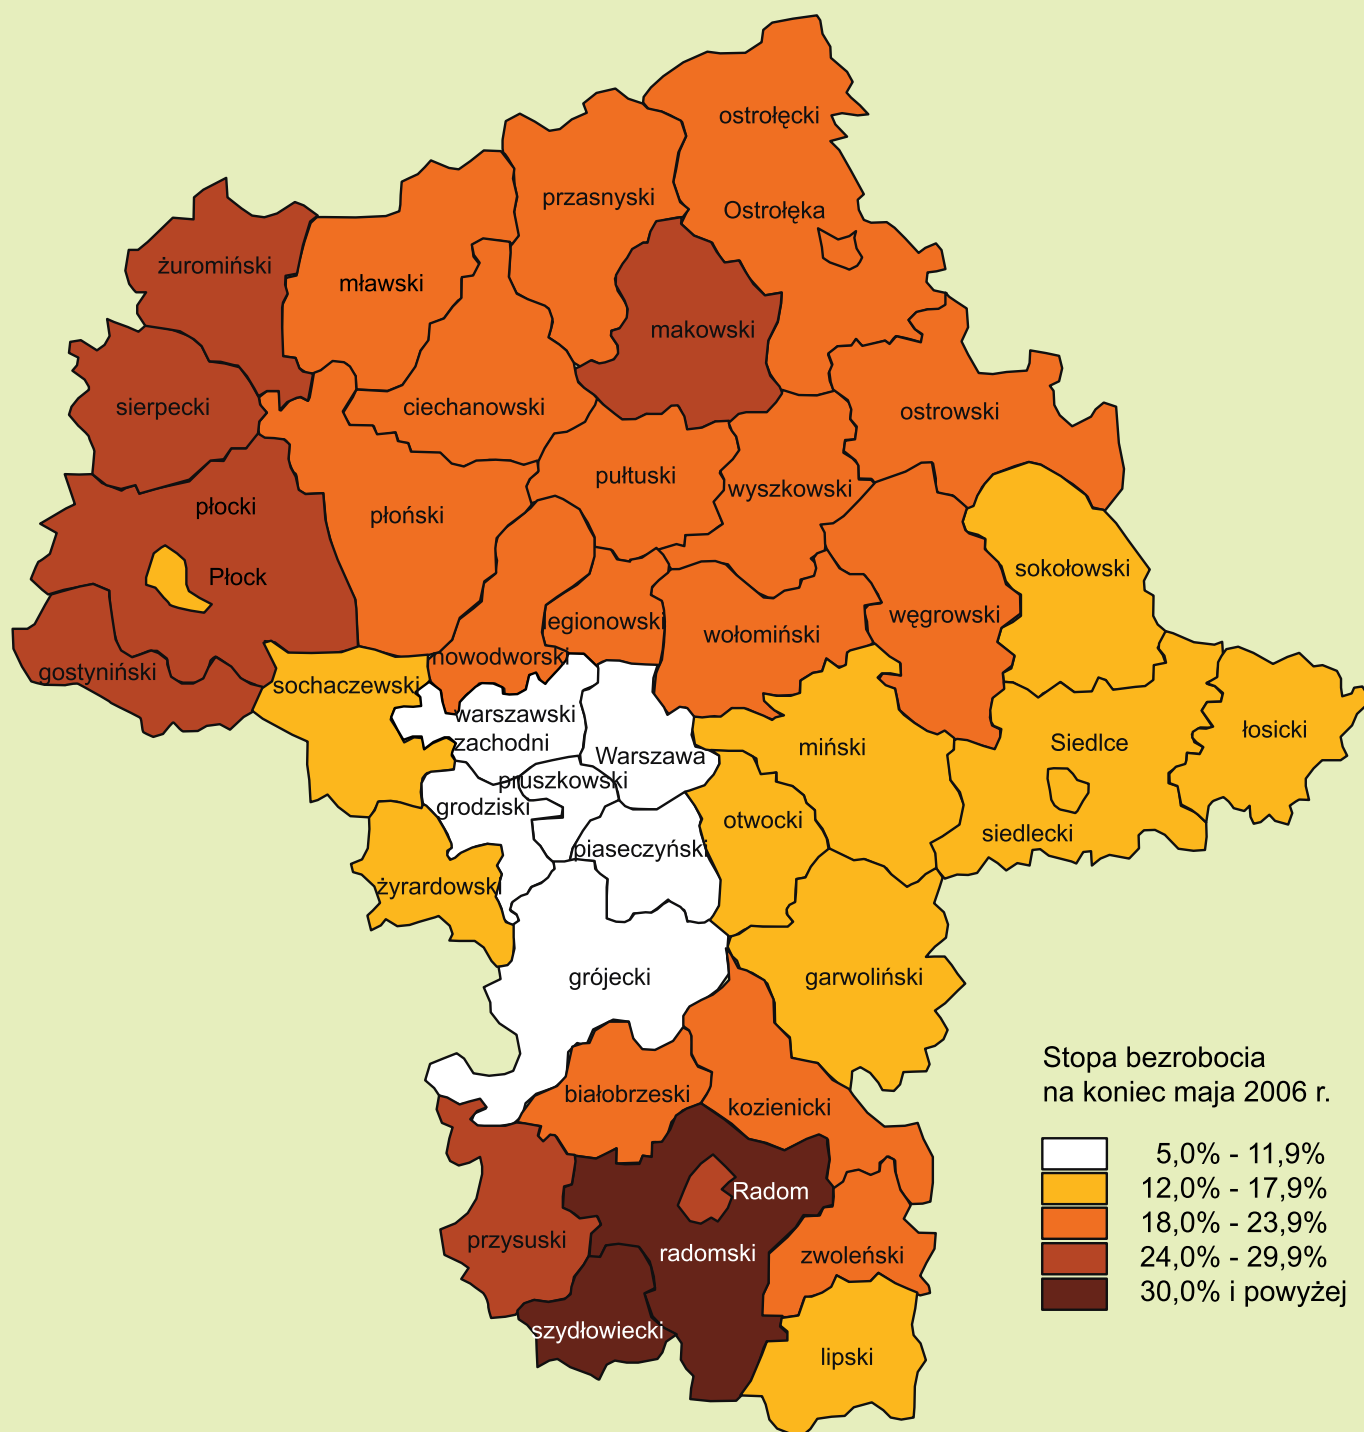 ostrołęcki
przasnyski
Ostrołęka
żuromiński
mławski
makowski
sierpecki
ciechanowski
ostrowski
pułtuski
wyszkowski
płocki
płoński
sokołowski
Płock
legionowski
węgrowski
wołomiński
nowodworski
gostyniński
sochaczewski
warszawski
zachodni
Siedlce
łosicki
miński
Warszawa
pruszkowski
grodziski
otwocki
siedlecki
piaseczyński
żyrardowski
grójecki
garwoliński
białobrzeski
kozienicki
Radom
przysuski
radomski
zwoleński
szydłowiecki
lipski
Stopa bezrobocia
na koniec maja 2006 r.
5,0% - 11,9%
12,0% - 17,9%
18,0% - 23,9%
24,0% - 29,9%
30,0% i powyżej